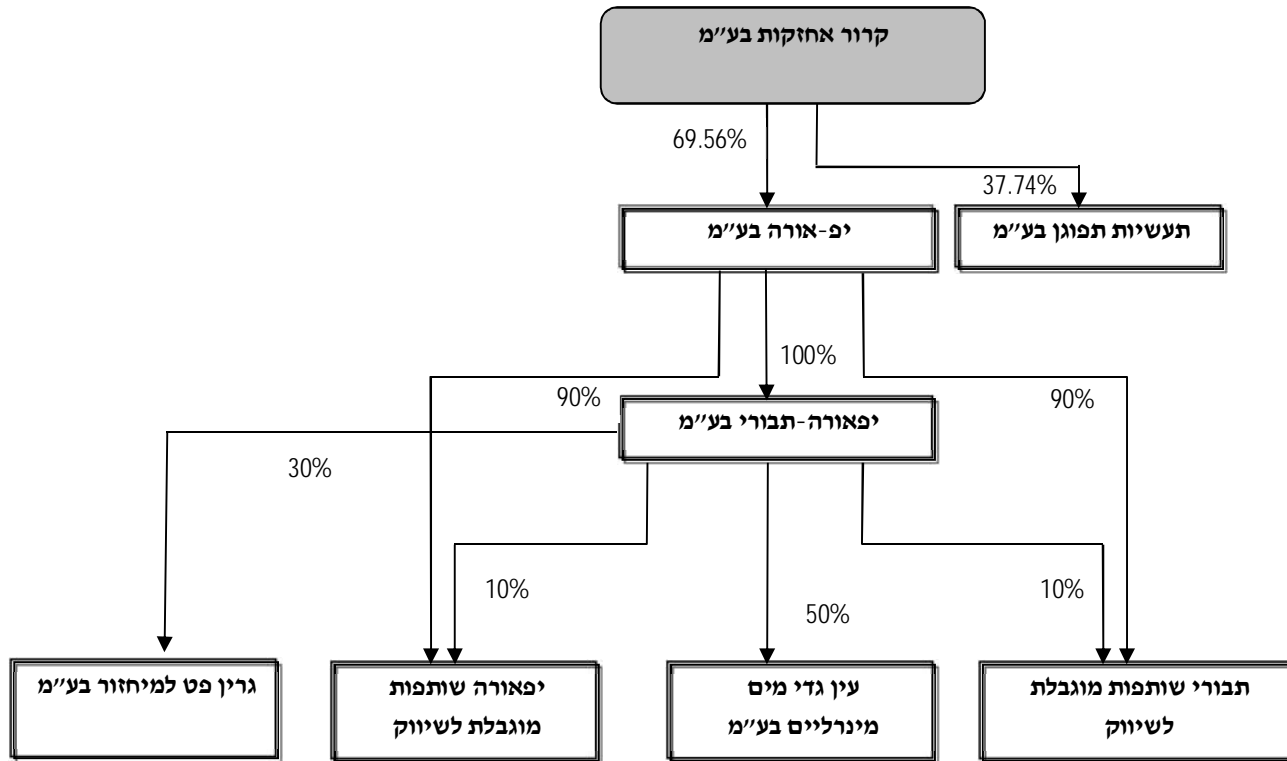 קרור אחזקות בע״מ
69.56%
37.74%
יפ-אורה בע״מ
תעשיות תפוגן בע״מ
100%
90%
90%
יפאורה-תבורי בע״מ
30%
10%
50%
10%
גרין פט למיחזור בע״מ
יפאורה שותפות
מוגבלת לשיווק
עין גדי מים
מינרליים בע״מ
תבורי שותפות מוגבלת
לשיווק